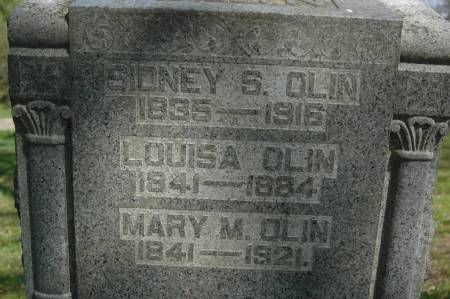 SIDNEY S. OLIN
1835—1916
LOUISA OLIN
1841—1884
MARY M. OLIN
1841—1921.